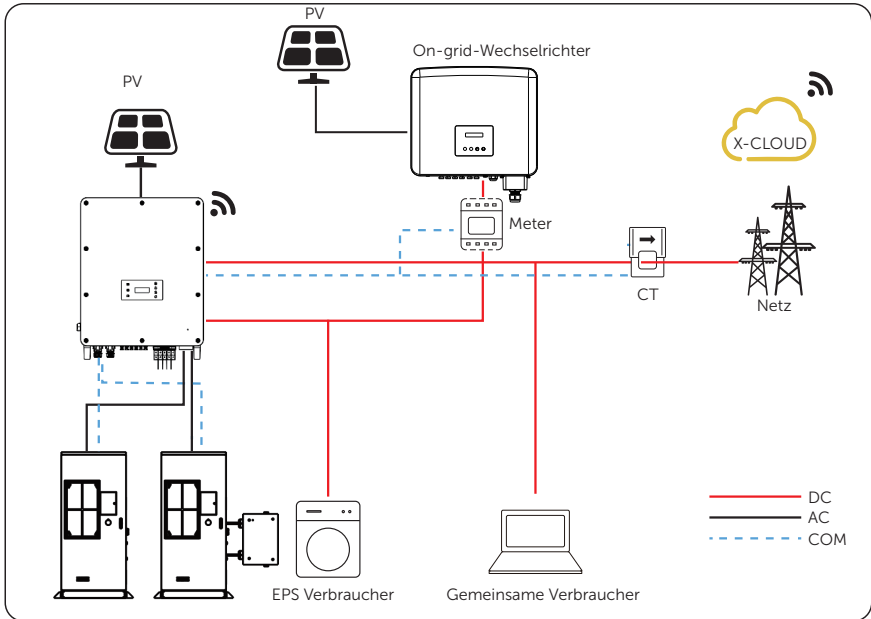 PV
On-grid-Wechselrichter
PV
X-CLOUD
Meter
CT
Netz
DC
AC
COM
EPS Verbraucher
Gemeinsame Verbraucher